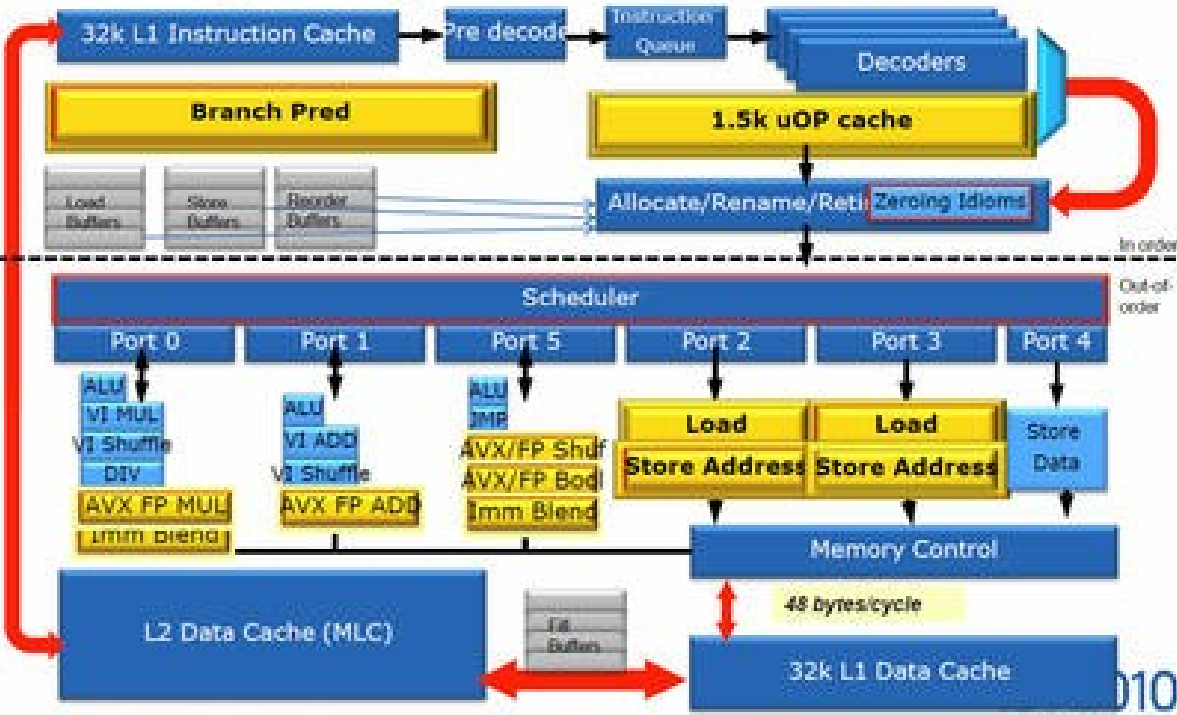 32k L1 Instruction Cache
Pre decode
Instruction
Queue
Decoders
Branch Pred
1.5k uOP cache
Load
Buffers
Store
Buffers
Reorder
Buffers
Allocate/Rename/Reti
Zeroing Idioms
In order
Out-of-
order
Scheduler
Port 0
Port 1
Port 5
Port 2
Port 3
Port 4
ALU
VI MUL
VI Shuffle
DIV
AVX FP MUL
Imm Blend
ALU
VI ADD
VI Shuffle
AVX FP ADD
ALU
JMP
AVX/FP Shuf
AVX/FP Bool
Imm Blend
Load
Store Address
Load
Store Address
Store
Data
Memory Control
48 bytes/cycle
L2 Data Cache (MLC)
Fill
Buffers
32k L1 Data Cache
010